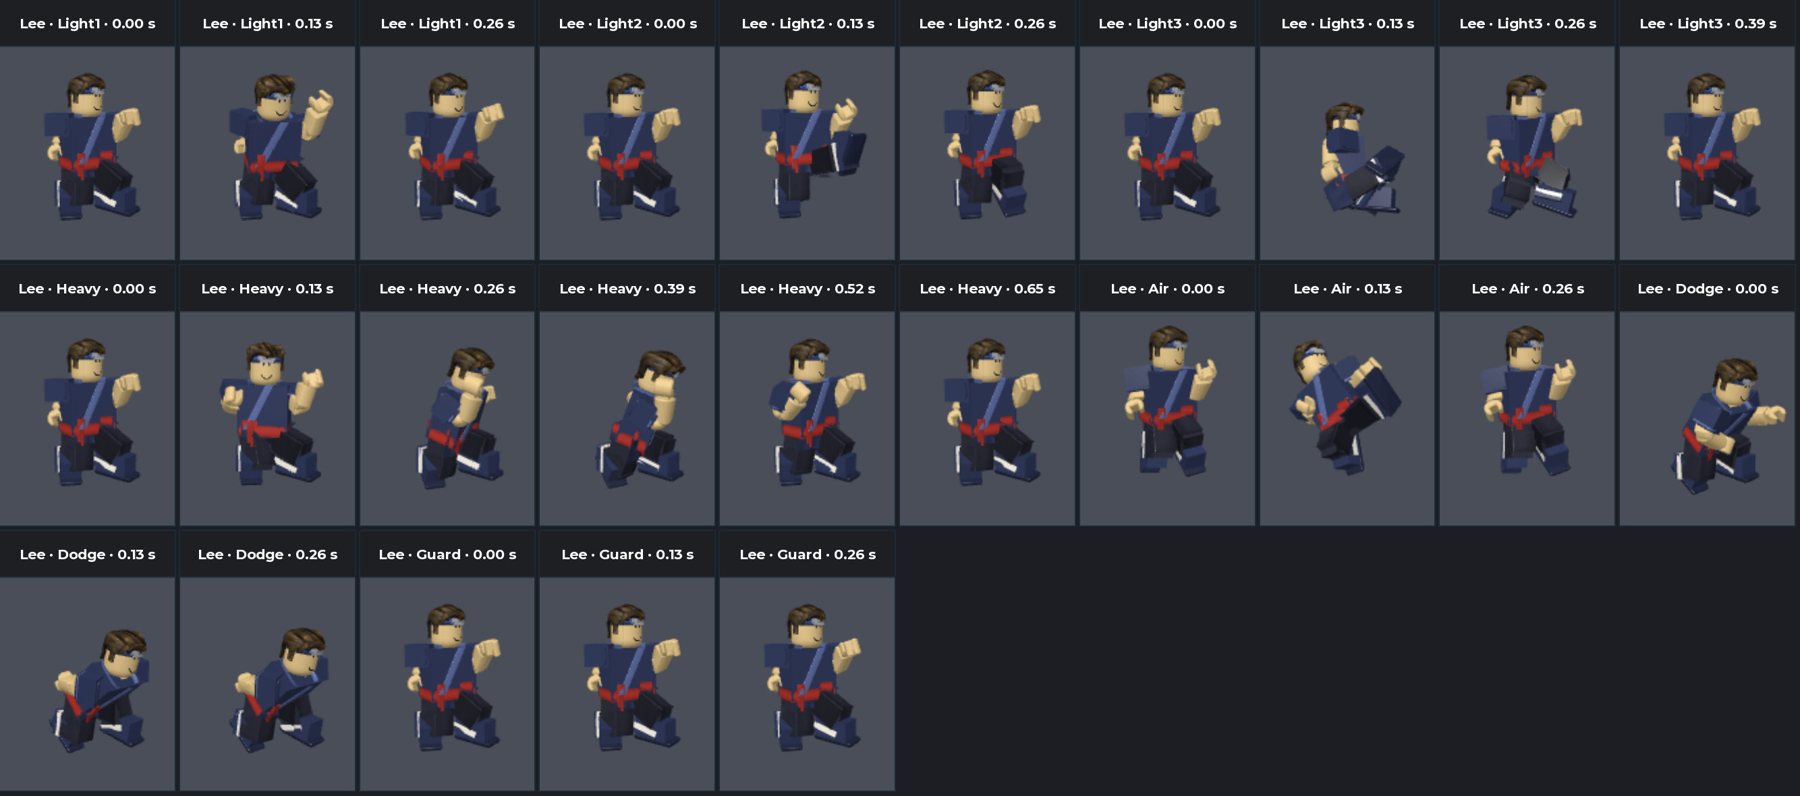 Lee · Light1 · 0.00 s
Lee · Light1 · 0.13 s
Lee · Light1 · 0.26 s
Lee · Light2 · 0.00 s
Lee · Light2 · 0.13 s
Lee · Light2 · 0.26 s
Lee · Light3 · 0.00 s
Lee · Light3 · 0.13 s
Lee · Light3 · 0.26 s
Lee · Light3 · 0.39 s
Lee · Heavy · 0.00 s
Lee · Heavy · 0.13 s
Lee · Heavy · 0.26 s
Lee · Heavy · 0.39 s
Lee · Heavy · 0.52 s
Lee · Heavy · 0.65 s
Lee · Air · 0.00 s
Lee · Air · 0.13 s
Lee · Air · 0.26 s
Lee · Dodge · 0.00 s
Lee · Dodge · 0.13 s
Lee · Dodge · 0.26 s
Lee · Guard · 0.00 s
Lee · Guard · 0.13 s
Lee · Guard · 0.26 s